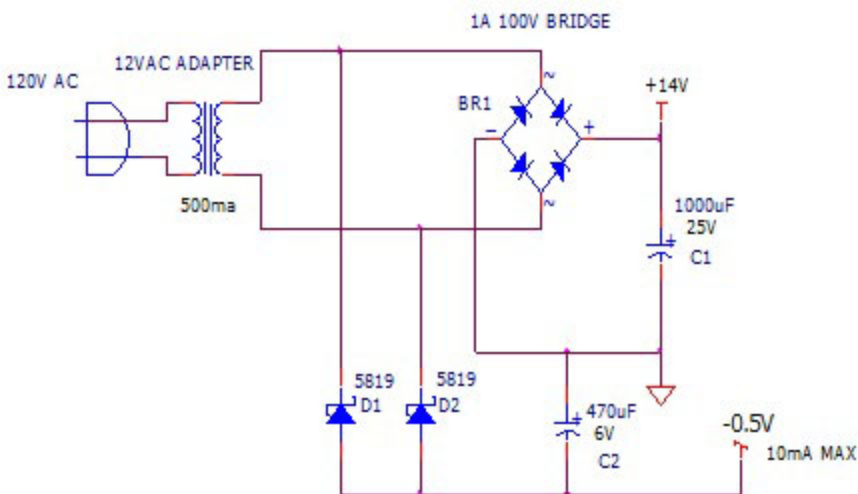 1A 100V BRIDGE
12VAC ADAPTER
120V AC
+14V
BR1
~
-
+
~
500ma
1000uF
25V
+
C1
5819
D1
5819
D2
470uF
+
6V
C2
-0.5V
10mA MAX